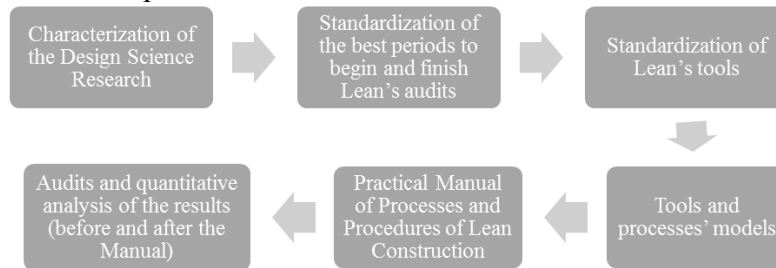 Characterization of
the Design Science
Research
Standardization of
the best periods to
begin and finish
Lean's audits
Standardization of
Lean's tools
Tools and
processes' models
Practical Manual
of Processes and
Procedures of Lean
Construction
Audits and quantitative
analysis of the results
(before and after the
Manual)